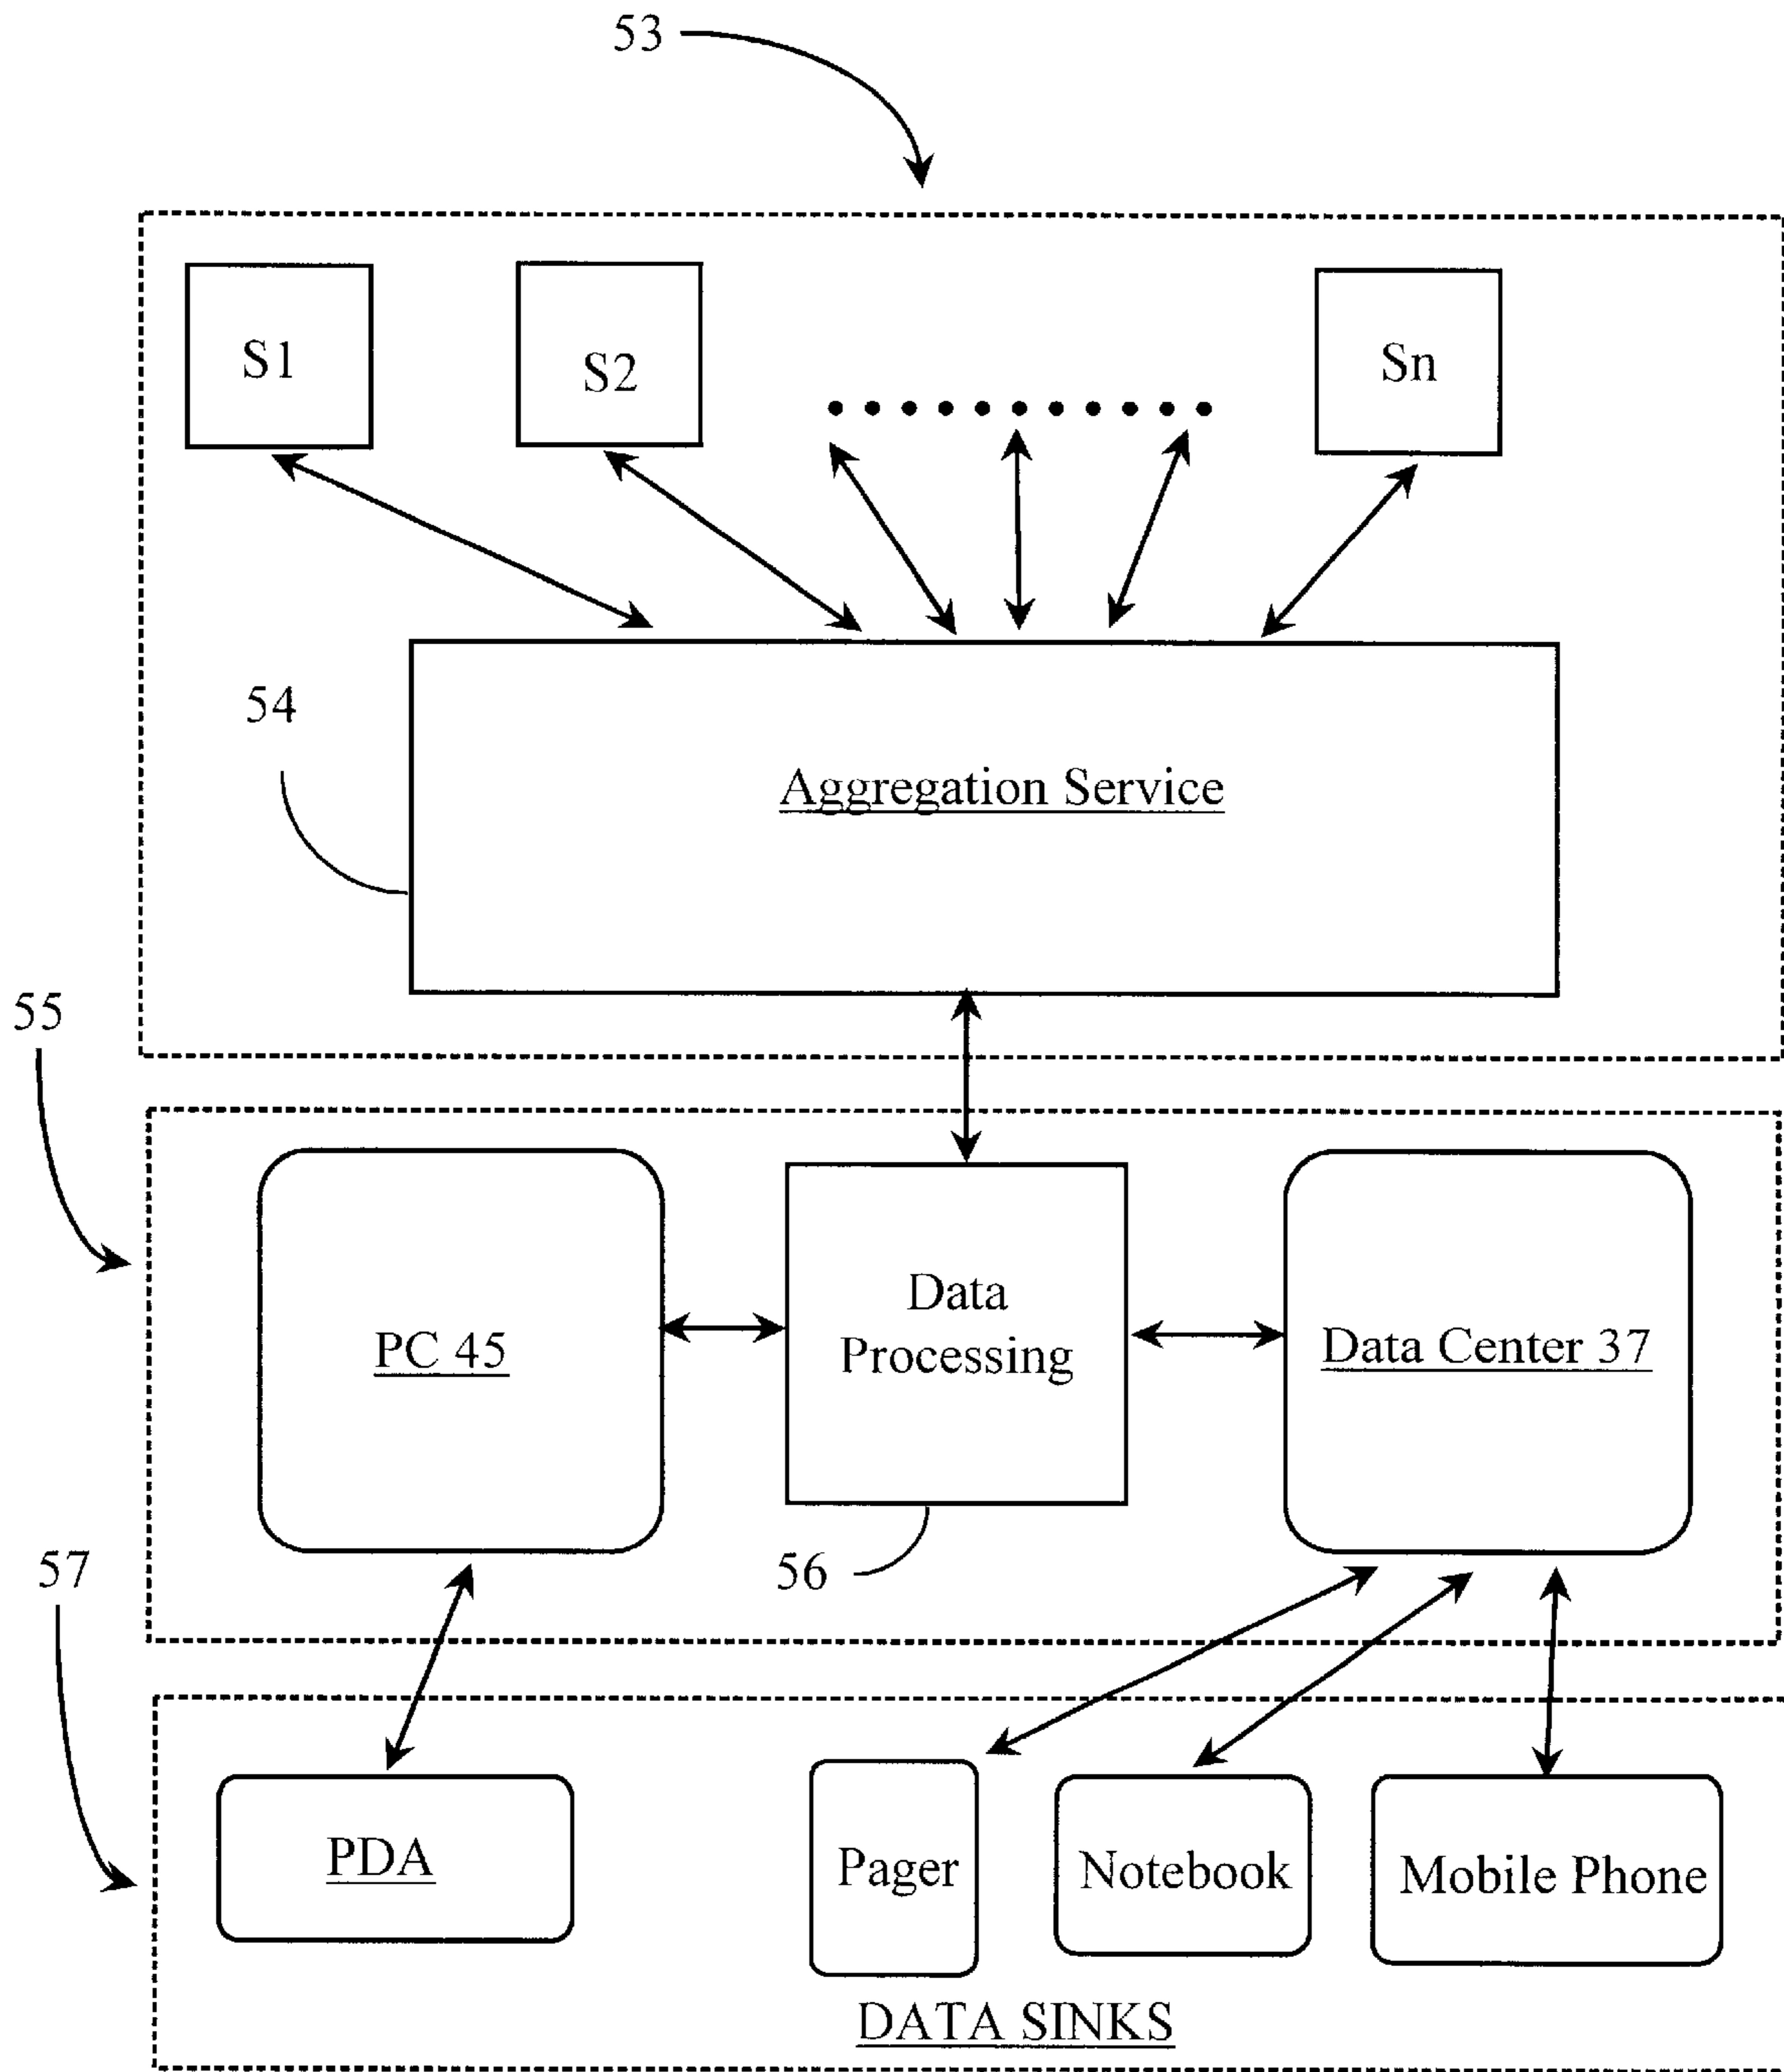 53
S1
S2
Sn
54
Aggregation Service
55
PC 45
Data
Processing
Data Center 37
56
57
PDA
Pager
Notebook
Mobile Phone
DATA SINKS